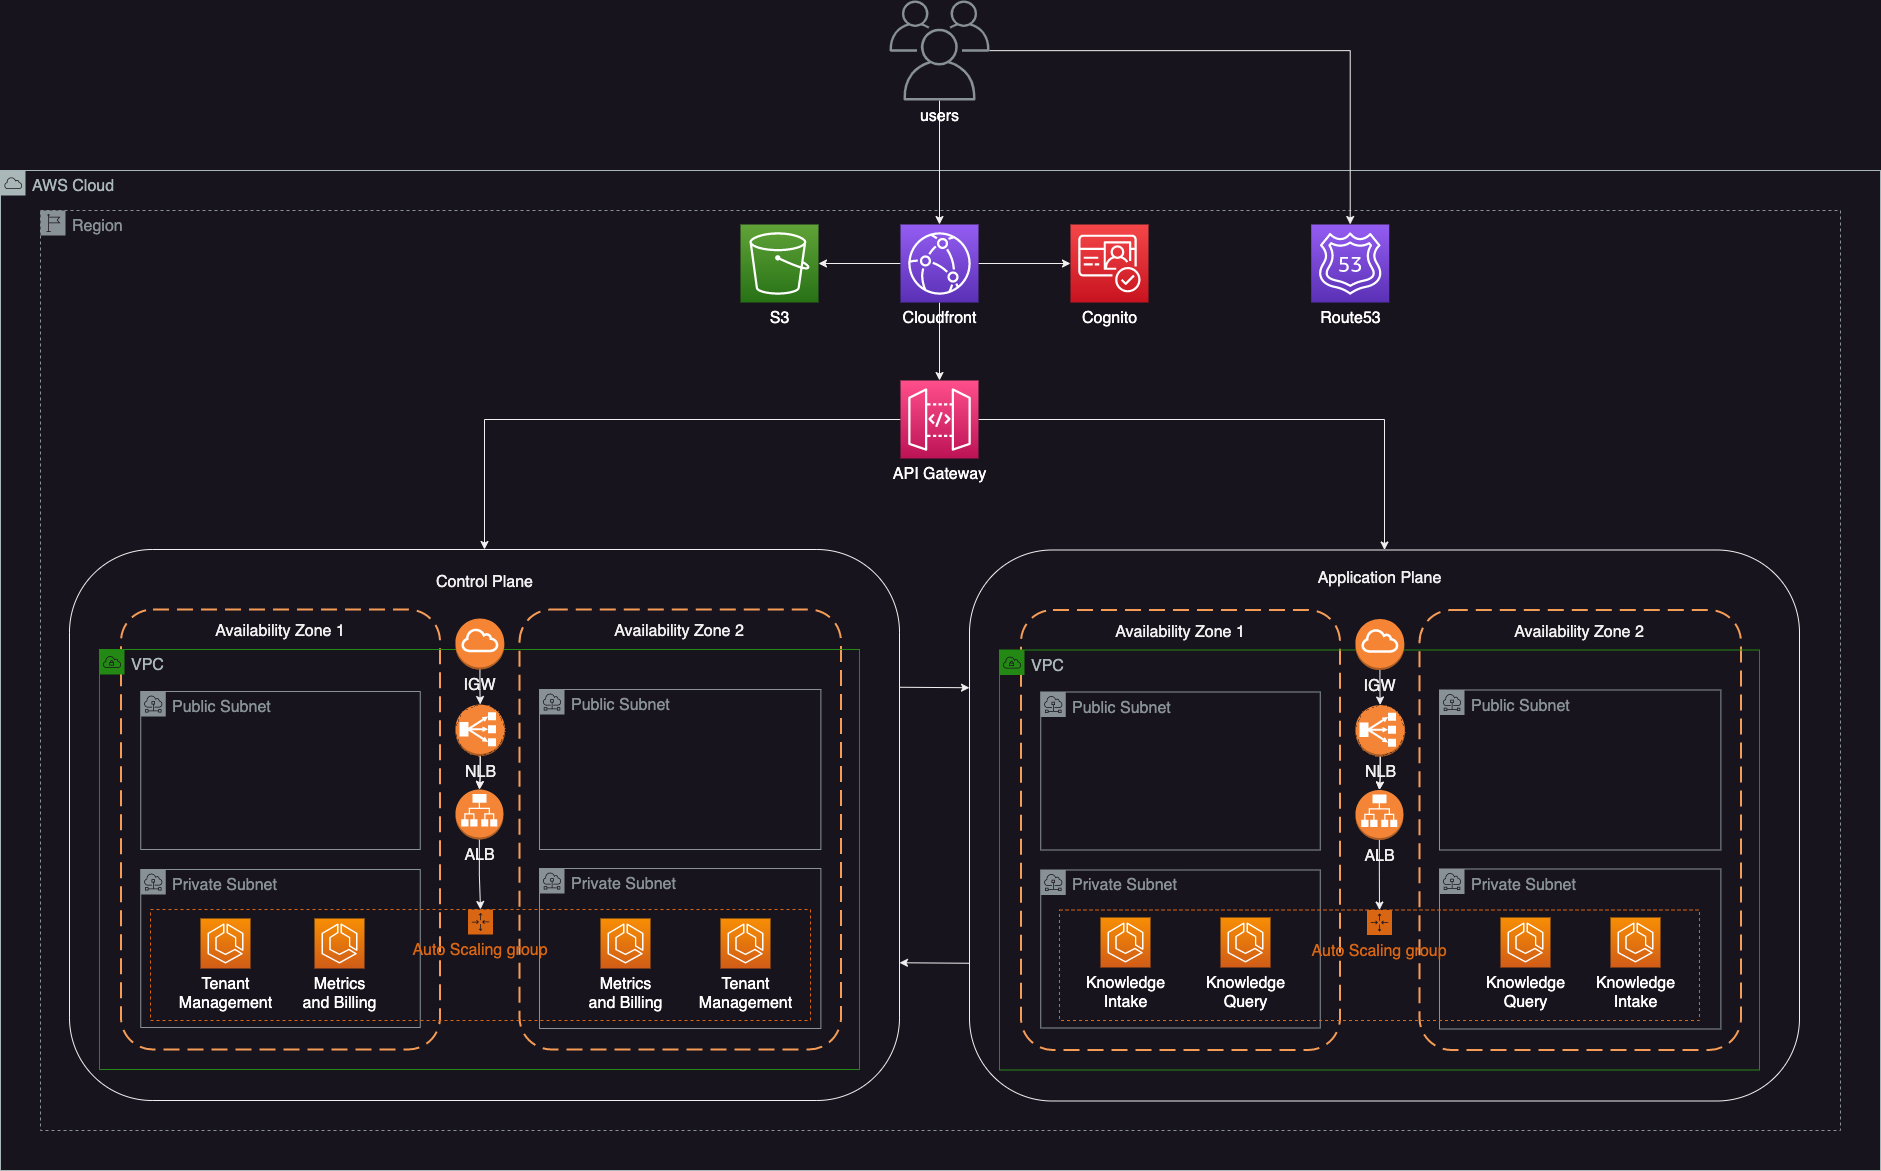 users
AWS Cloud
Region
S3
Cloudfront
Cognito
53
Route53
</>
API Gateway
Control Plane
Availability Zone 1
Availability Zone 2
VPC
IGW
Public Subnet
Public Subnet
NLB
ALB
Private Subnet
Private Subnet
Auto Scaling group
Tenant
Management
Metrics
and Billing
Metrics
and Billing
Tenant
Management
Application Plane
Availability Zone 1
Availability Zone 2
VPC
IGW
Public Subnet
Public Subnet
NLB
ALB
Private Subnet
Private Subnet
Auto Scaling group
Knowledge
Intake
Knowledge
Query
Knowledge
Query
Knowledge
Intake